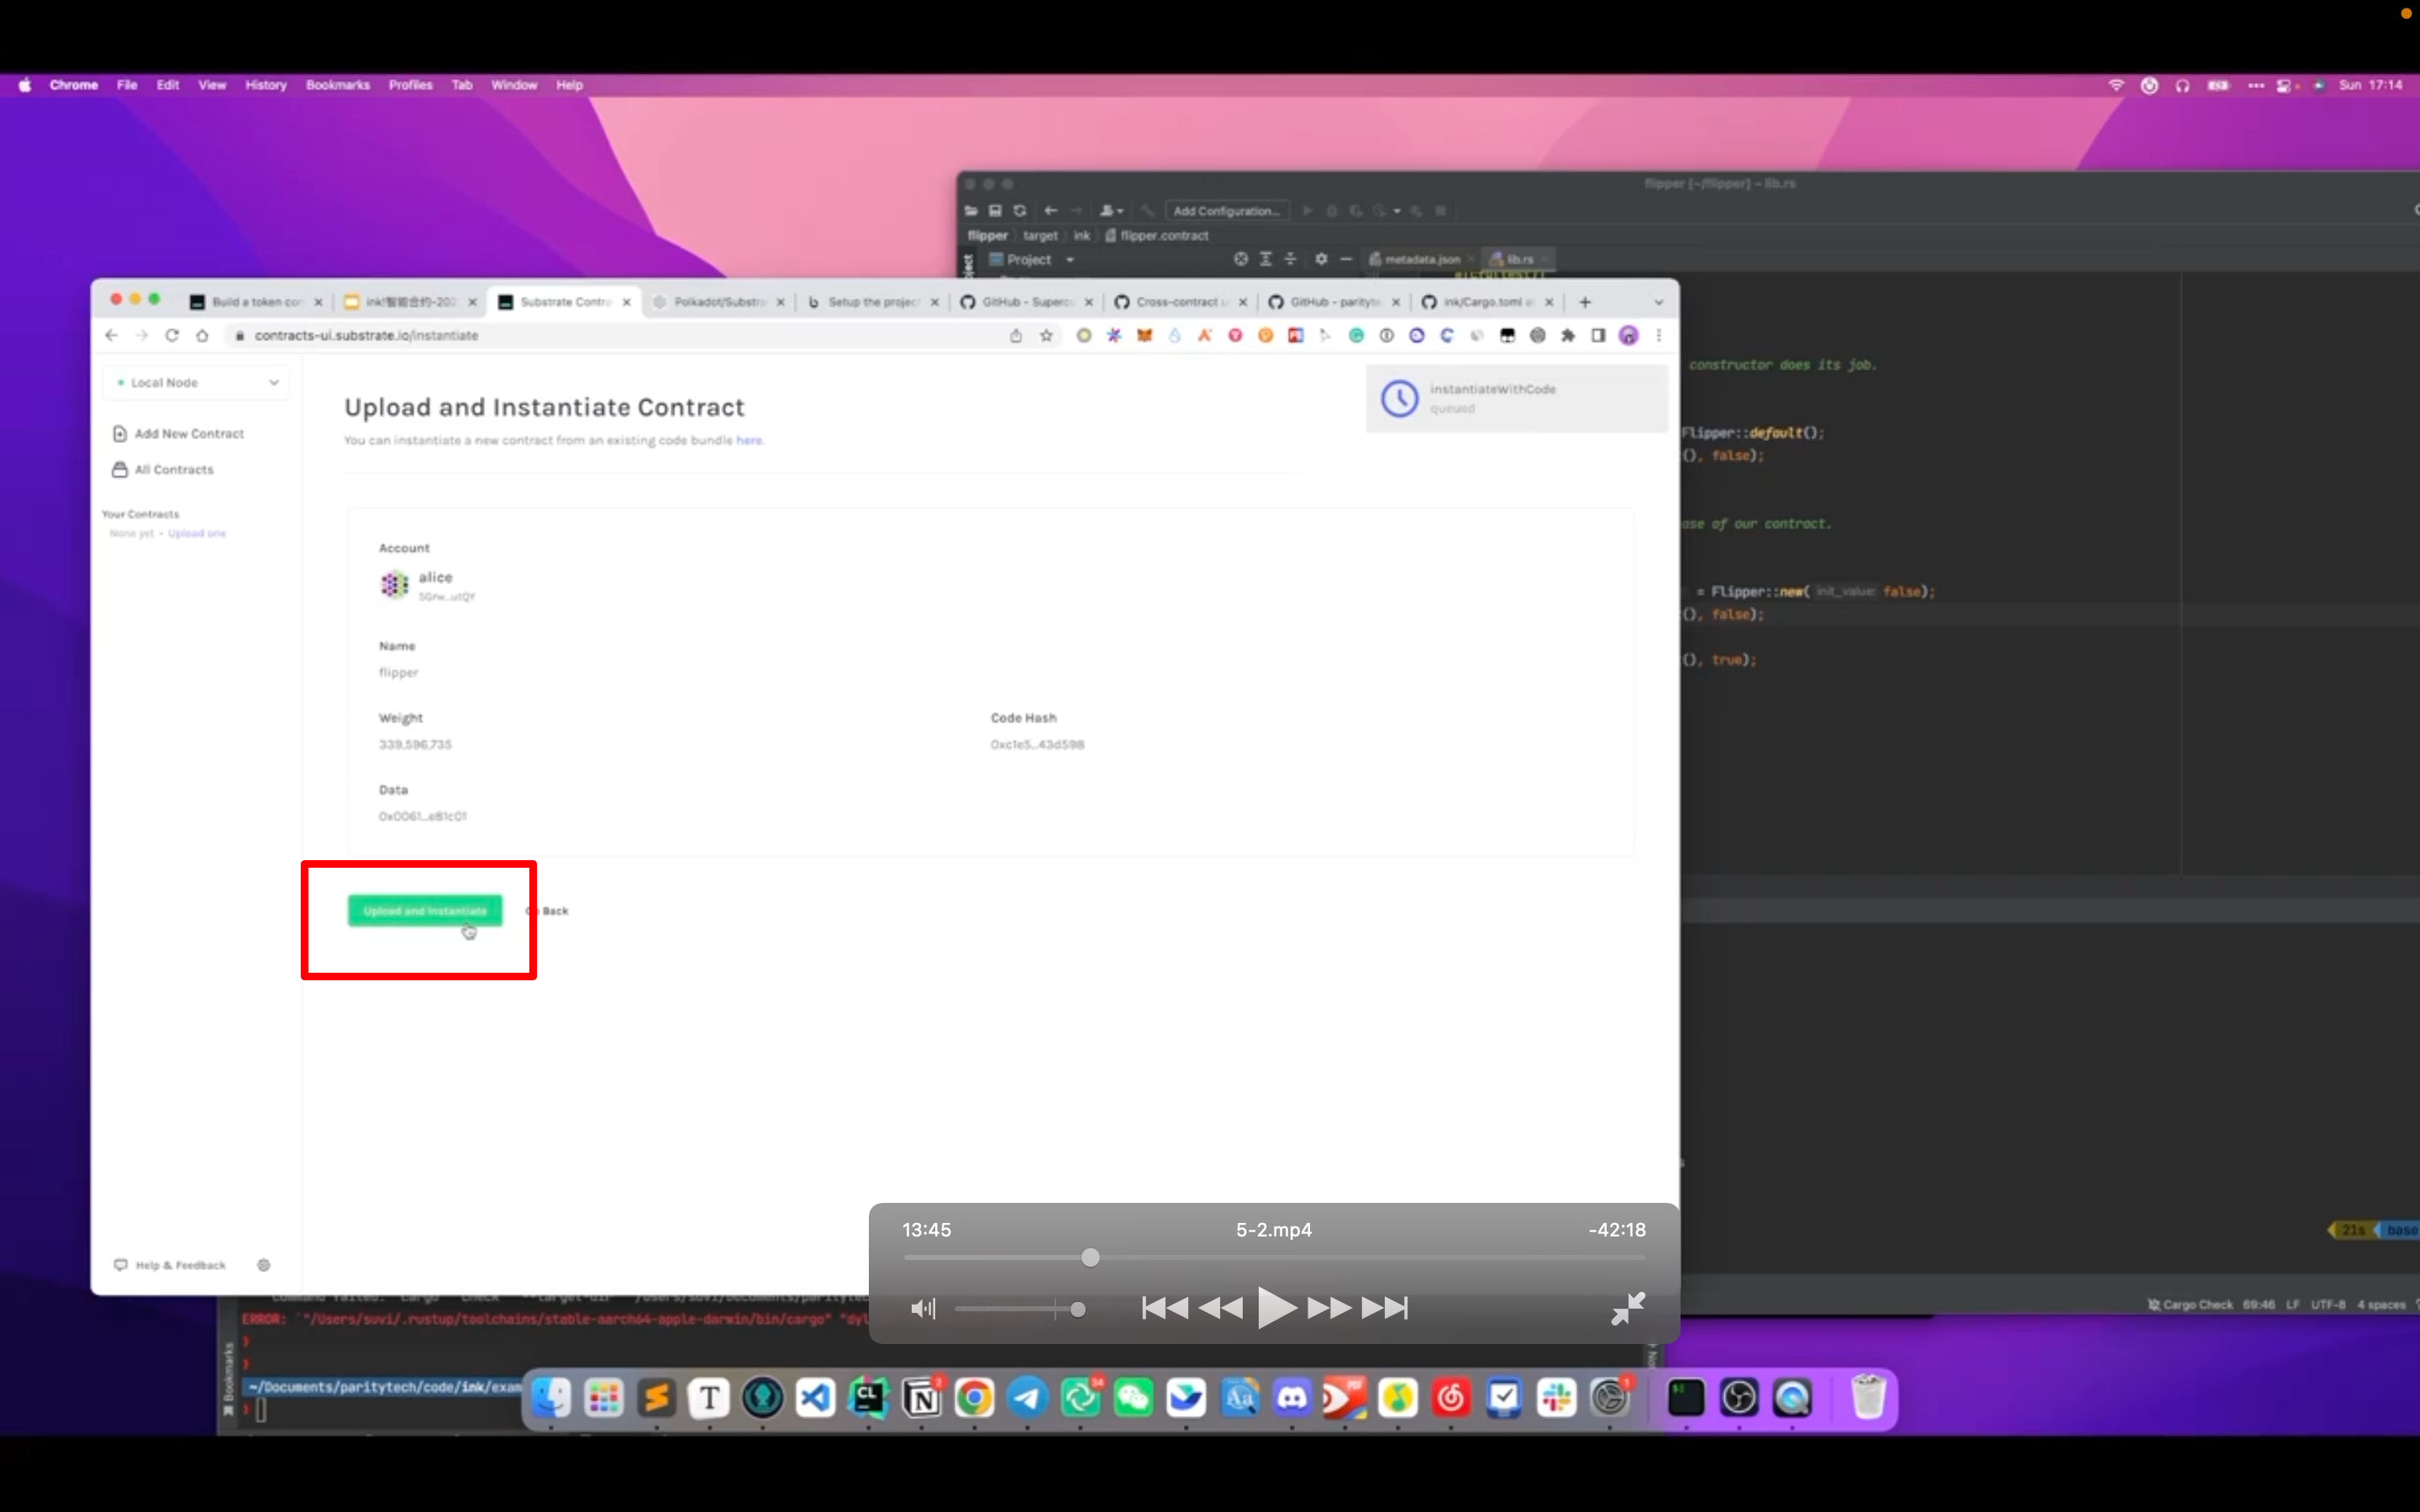 Chrome File Edit View History Bookmarks Profiles Tab Window Help
Sun 17:14
flipper [~/flipper] – lib.rs
Add Configuration...
flipper target ink flipper.contract
Project
metadata.json
lib.rs
Build a token con
ink!智能合约-202
Substrate Contra
Polkadot/Substra
Setup the project
GitHub - Superco
Cross-contract u
GitHub - parityte
ink/Cargo.toml a
contracts-ui.substrate.io/instantiate
Local Node
Add New Contract
All Contracts
Your Contracts
None yet • Upload one
Upload and Instantiate Contract
You can instantiate a new contract from an existing code bundle here.
instantiateWithCode
queued
Account
alice
5Grw...utQY
Name
flipper
Weight
339,596,735
Code Hash
0xc1e5...43d598
Data
0x0061...e81c01
Upload and Instantiate
Back
Help & Feedback
constructor does its job.
Flipper::default();
(), false);
ase of our contract.
= Flipper::new( init_value: false);
(), false);
(), true);
13:45
5-2.mp4
-42:18
21s
base
Cargo Check 69:46 LF UTF-8 4 spaces
ERROR: `"/Users/suvi/.rustup/toolchains/stable-aarch64-apple-darwin/bin/cargo" "dyl
}
}
~/Documents/paritytech/code/ink/exam
Bookmarks